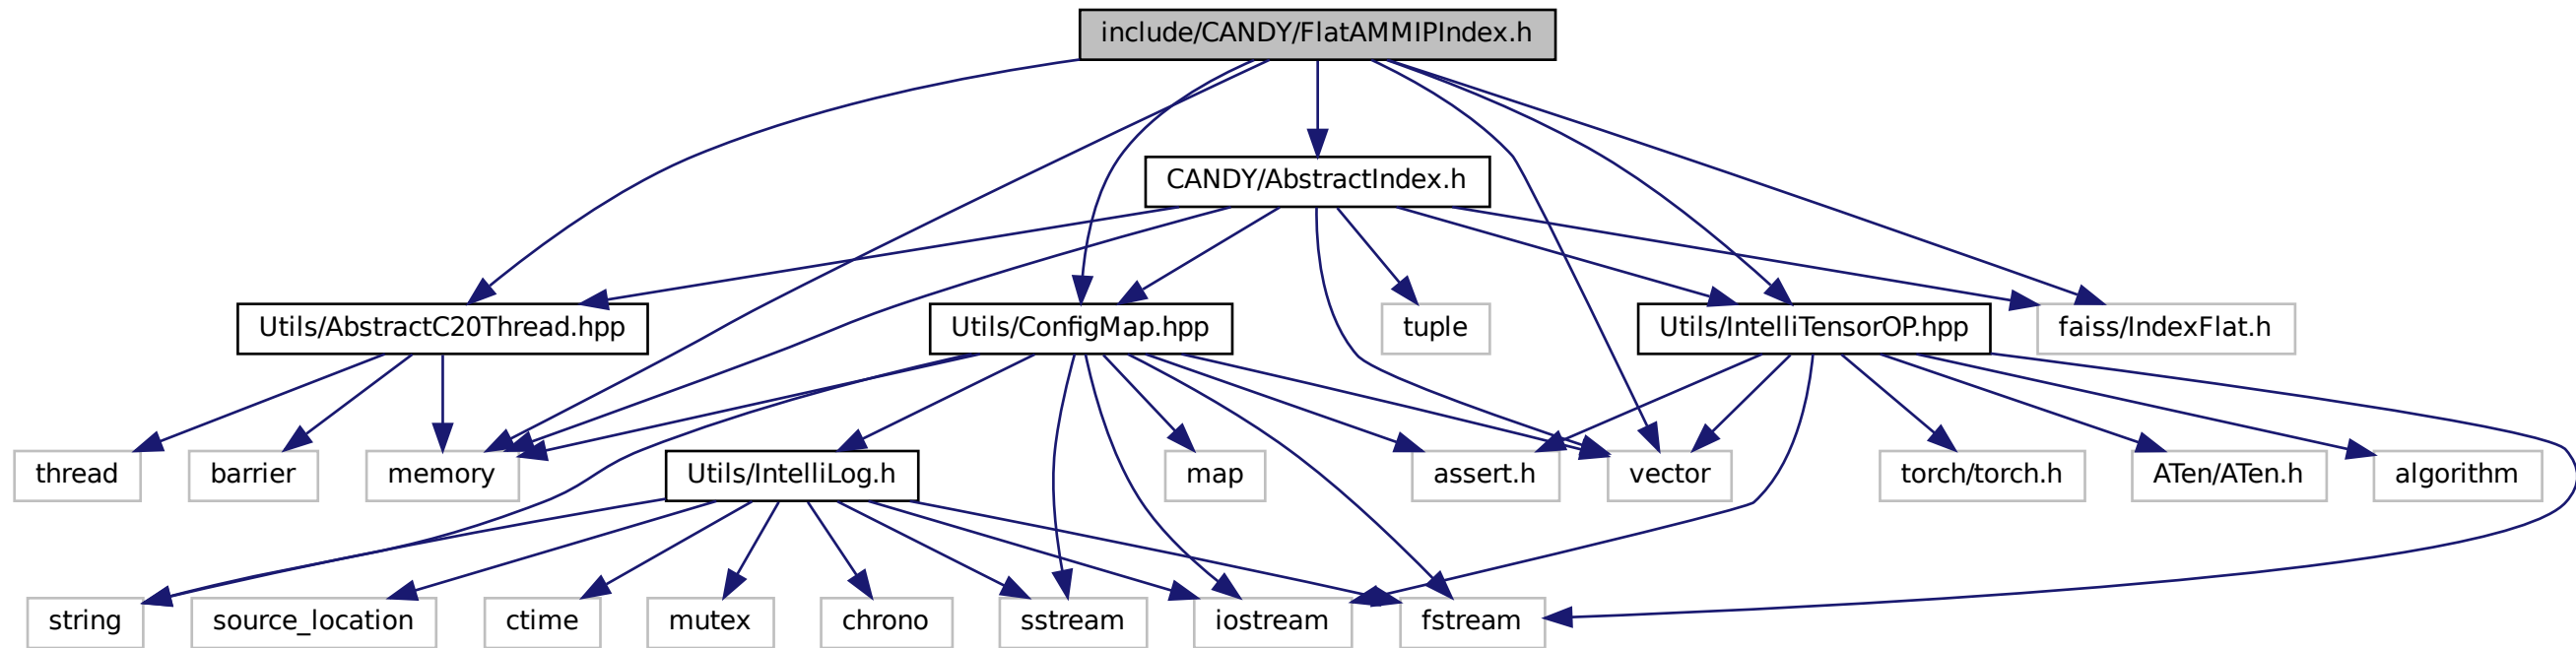 include/CANDY/FlatAMMIPIndex.h
CANDY/AbstractIndex.h
Utils/AbstractC20Thread.hpp
Utils/ConfigMap.hpp
tuple
Utils/IntelliTensorOP.hpp
faiss/IndexFlat.h
thread
barrier
memory
Utils/IntelliLog.h
map
assert.h
vector
torch/torch.h
ATen/ATen.h
algorithm
string
source_location
ctime
mutex
chrono
sstream
iostream
fstream